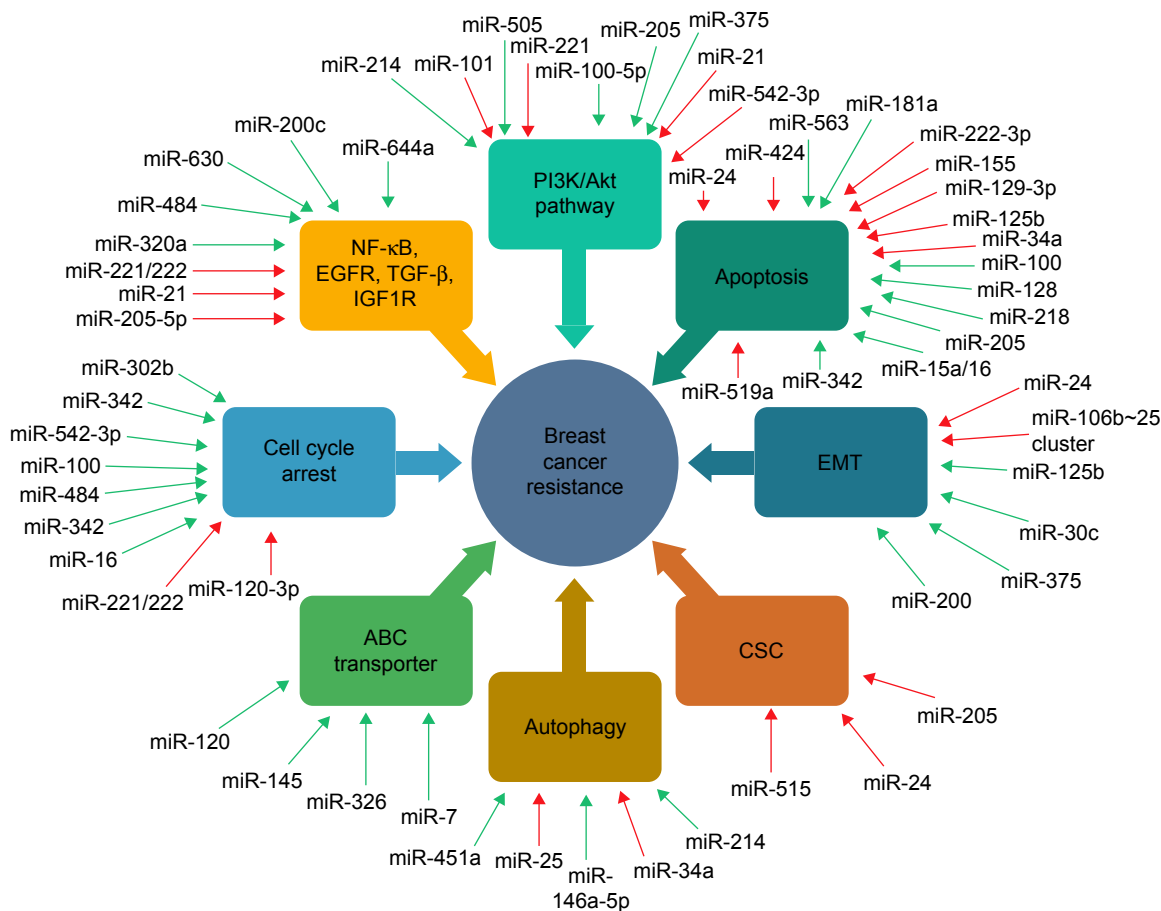 miR-505
miR-205
miR-375
miR-214
miR-101
miR-221
miR-100-5p
miR-21
miR-542-3p
PI3K/Akt
pathway
miR-200c
miR-630
miR-644a
miR-484
miR-320a
miR-221/222
miR-21
miR-205-5p
NF-κB,
EGFR, TGF-β,
IGF1R
miR-181a
miR-563
miR-424
miR-24
miR-222-3p
miR-155
miR-129-3p
miR-125b
miR-34a
miR-100
miR-128
miR-218
miR-205
miR-15a/16
miR-342
miR-519a
Apoptosis
miR-302b
miR-342
miR-542-3p
miR-100
miR-484
miR-342
miR-16
miR-221/222
miR-120-3p
Cell cycle
arrest
Breast
cancer
resistance
EMT
miR-24
miR-106b~25
cluster
miR-125b
miR-30c
miR-375
miR-200
ABC
transporter
miR-120
miR-145
miR-326
miR-7
Autophagy
miR-451a
miR-25
miR-
146a-5p
miR-34a
miR-214
CSC
miR-205
miR-24
miR-515